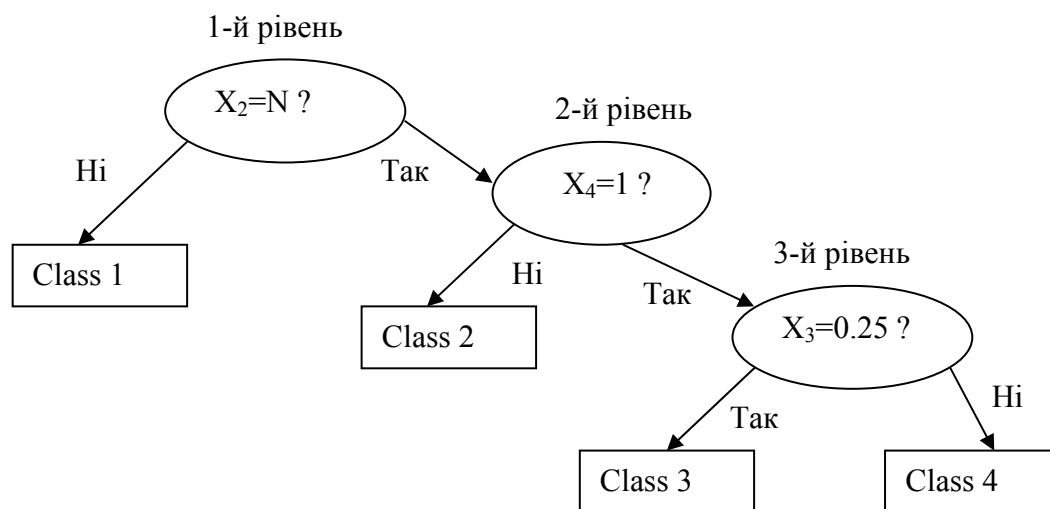 1-й рівень
X₂=N ?
2-й рівень
Ні
Так
X₄=1 ?
Class 1
Ні
Так
3-й рівень
Class 2
X₃=0.25 ?
Так
Ні
Class 3
Class 4